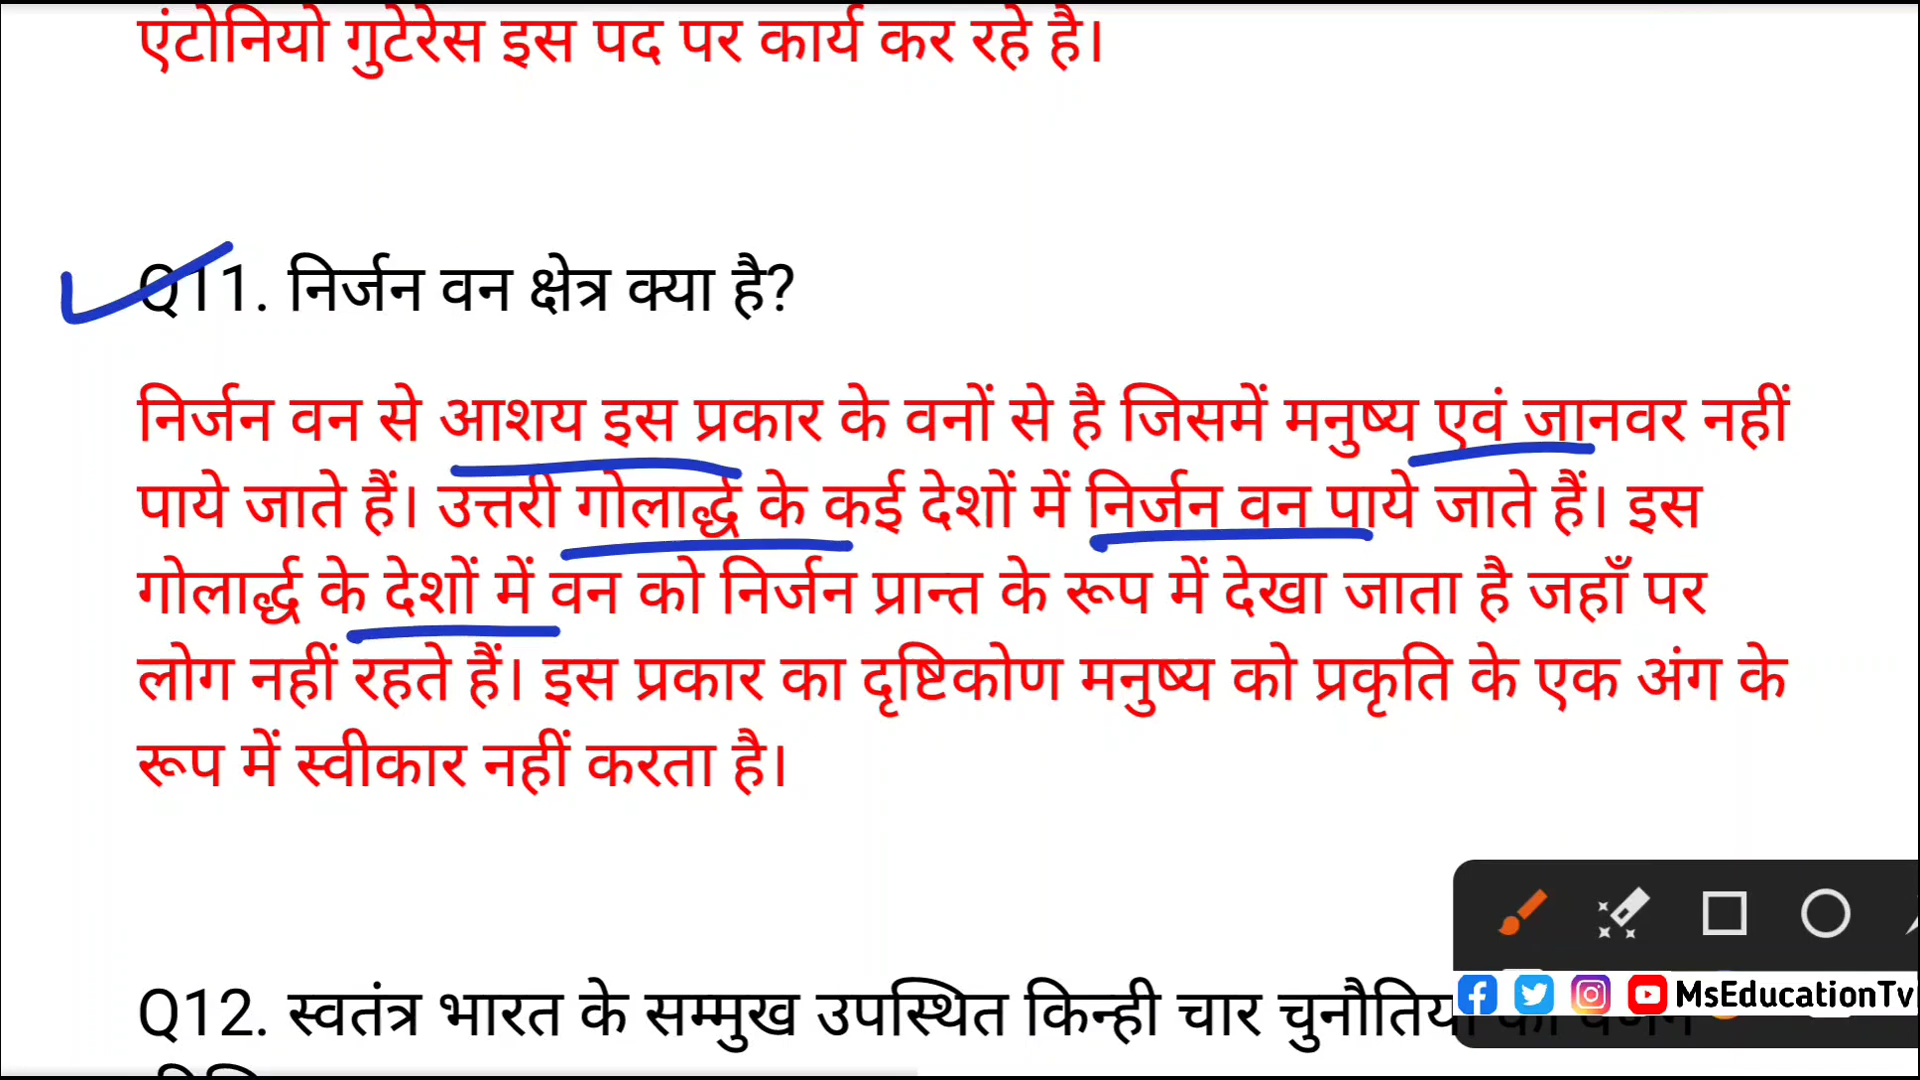 एंटोनियो गुटेरेस इस पद पर कार्य कर रहे है।
Q11. निर्जन वन क्षेत्र क्या है?
निर्जन वन से आशय इस प्रकार के वनों से है जिसमें मनुष्य एवं जानवर नहीं
पाये जाते हैं। उत्तरी गोलार्द्ध के कई देशों में निर्जन वन पाये जाते हैं। इस
गोलार्द्ध के देशों में वन को निर्जन प्रान्त के रूप में देखा जाता है जहाँ पर
लोग नहीं रहते हैं। इस प्रकार का दृष्टिकोण मनुष्य को प्रकृति के एक अंग के
रूप में स्वीकार नहीं करता है।
Q12. स्वतंत्र भारत के सम्मुख उपस्थित किन्ही चार
MsEducationTv